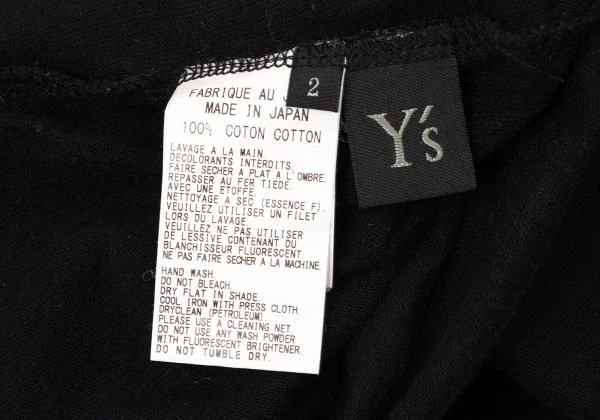 FABRIQUE AU
MADE IN JAPAN
100% COTON COTTON
LAVAGE A LA MAIN
DECOLORANTS INTERDITS.
FAIRE SECHER A PLAT A L'OMBRE.
REPASSER AU FER TIEDE.
AVEC UNE ETOFFE.
NETTOYAGE A SEC (ESSENCE F).
VEUILLEZ UTILISER UN FILET
LORS DU LAVAGE.
VEUILLEZ NE PAS UTILISER
DE LESSIVE CONTENANT DU
BLANCHISSEUR FLUORESCENT
NE PAS FAIRE SECHER A LA MACHINE.
HAND WASH.
DO NOT BLEACH.
DRY FLAT IN SHADE.
COOL IRON WITH PRESS CLOTH.
DRYCLEAN (PETROLEUM)
PLEASE USE A CLEANING NET.
DO NOT USE ANY WASH POWDER
WITH FLUORESCENT BRIGHTENER.
DO NOT TUMBLE DRY.
2
Y's